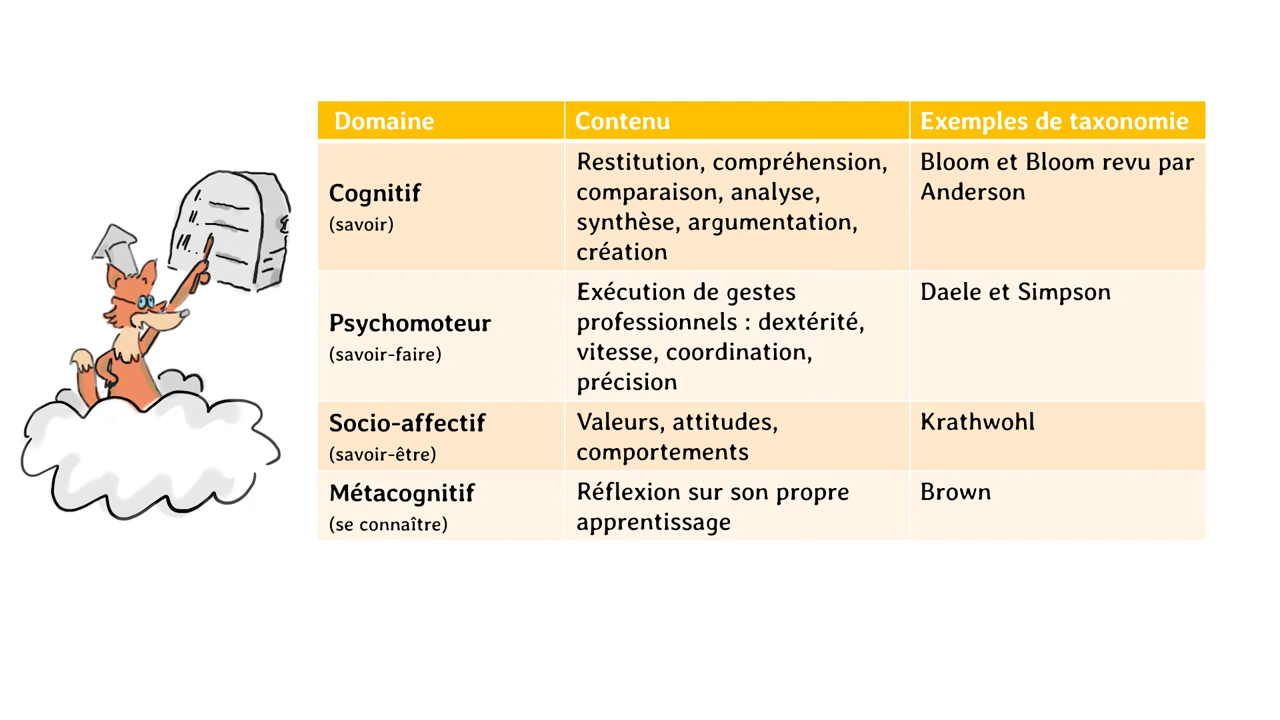 Domaine
Contenu
Exemples de taxonomie
Cognitif
(savoir)
Restitution, compréhension,
comparaison, analyse,
synthèse, argumentation,
création
Bloom et Bloom revu par
Anderson
Psychomoteur
(savoir-faire)
Exécution de gestes
professionnels : dextérité,
vitesse, coordination,
précision
Daele et Simpson
Socio-affectif
(savoir-être)
Valeurs, attitudes,
comportements
Krathwohl
Métacognitif
(se connaître)
Réflexion sur son propre
apprentissage
Brown
I.
II.
III.